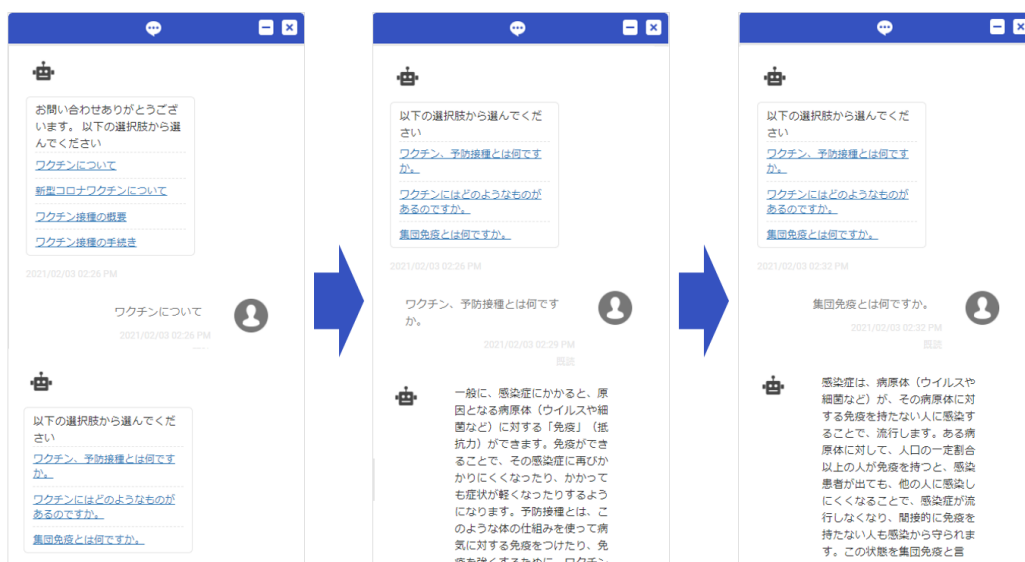 お問い合わせありがとうござ
います。 以下の選択肢から選
んでください
ワクチンについて
新型コロナワクチンについて
ワクチン接種の概要
ワクチン接種の手続き
2021/02/03 02:26 PM
ワクチンについて
2021/02/03 02:26 PM
以下の選択肢から選んでくだ
さい
ワクチン、予防接種とは何です
か。
ワクチンにはどのようなものが
あるのですか。
集団免疫とは何ですか。
以下の選択肢から選んでくだ
さい
ワクチン、予防接種とは何です
か。
ワクチンにはどのようなものが
あるのですか。
集団免疫とは何ですか。
2021/02/03 02:26 PM
ワクチン、予防接種とは何です
か。
2021/02/03 02:29 PM
既読
一般に、感染症にかかると、原
因となる病原体（ウイルスや細
菌など）に対する「免疫」（抵
抗力）ができます。免疫ができ
ることで、その感染症に再びか
かりにくくなったり、かかって
も症状が軽くなったりするよう
になります。予防接種とは、こ
のような体の仕組みを使って病
気に対する免疫をつけたり、免
疫を強くするために、ワクチン
以下の選択肢から選んでくだ
さい
ワクチン、予防接種とは何です
か。
ワクチンにはどのようなものが
あるのですか。
集団免疫とは何ですか。
2021/02/03 02:32 PM
集団免疫とは何ですか。
2021/02/03 02:32 PM
既読
感染症は、病原体（ウイルスや
細菌など）が、その病原体に対
する免疫を持たない人に感染す
ることで、流行します。ある病
原体に対して、人口の一定割合
以上の人が免疫を持つと、感染
患者が出ても、他の人に感染し
にくくなることで、感染症が流
行しなくなり、間接的に免疫を
持たない人も感染から守られま
す。この状態を集団免疫と言